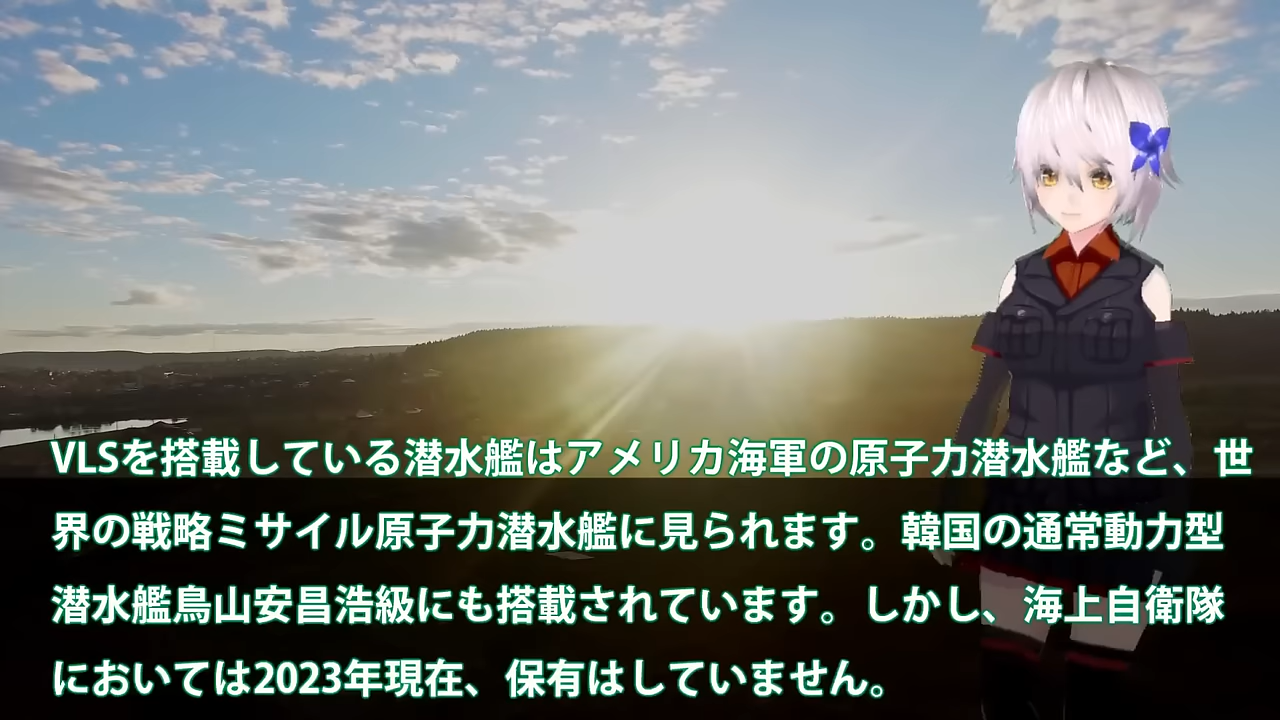 VLSを搭載している潜水艦はアメリカ海軍の原子力潜水艦など、世
界の戦略ミサイル原子力潜水艦に見られます。韓国の通常動力型
潜水艦鳥山安昌浩級にも搭載されています。しかし、海上自衛隊
においては2023年現在、保有はしていません。